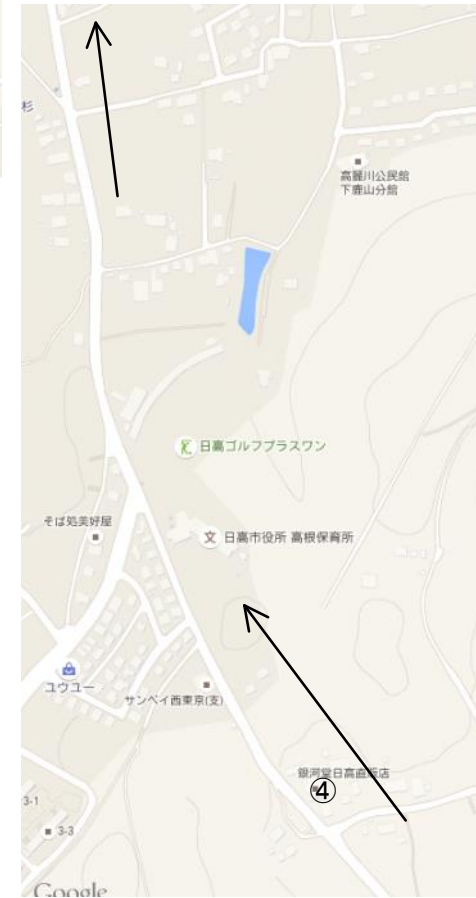 杉
高麗川公民館
下鹿山分館
日高ゴルフプラスワン
そば処美好屋
文 日高市役所 高根保育所
ユウユー
サンベイ西東京(支)
銀河堂日高直販店
④
3-1
3-3
Google